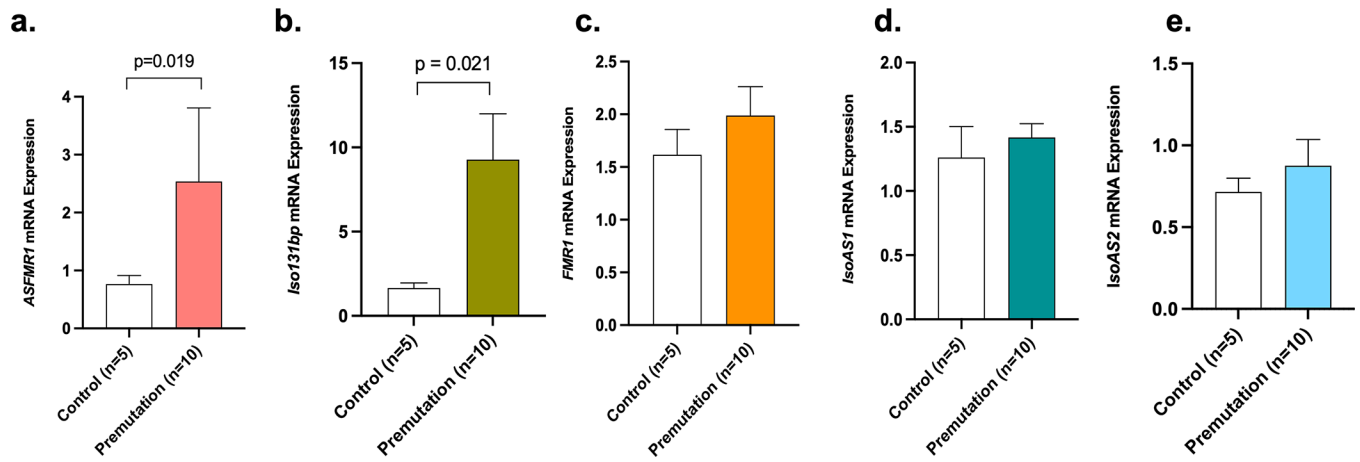 a.
p=0.019
ASFMR1 mRNA Expression
4
3
2
1
0
Control (n=5)
Premutation (n=10)
b.
p = 0.021
Iso131bp mRNA Expression
15
10
5
0
Control (n=5)
Premutation (n=10)
c.
FMR1 mRNA Expression
2.5
2.0
1.5
1.0
0.5
0.0
Control (n=5)
Premutation (n=10)
d.
IsoAS1 mRNA Expression
2.0
1.5
1.0
0.5
0.0
Control (n=5)
Premutation (n=10)
e.
IsoAS2 mRNA Expression
1.5
1.0
0.5
0.0
Control (n=5)
Premutation (n=10)